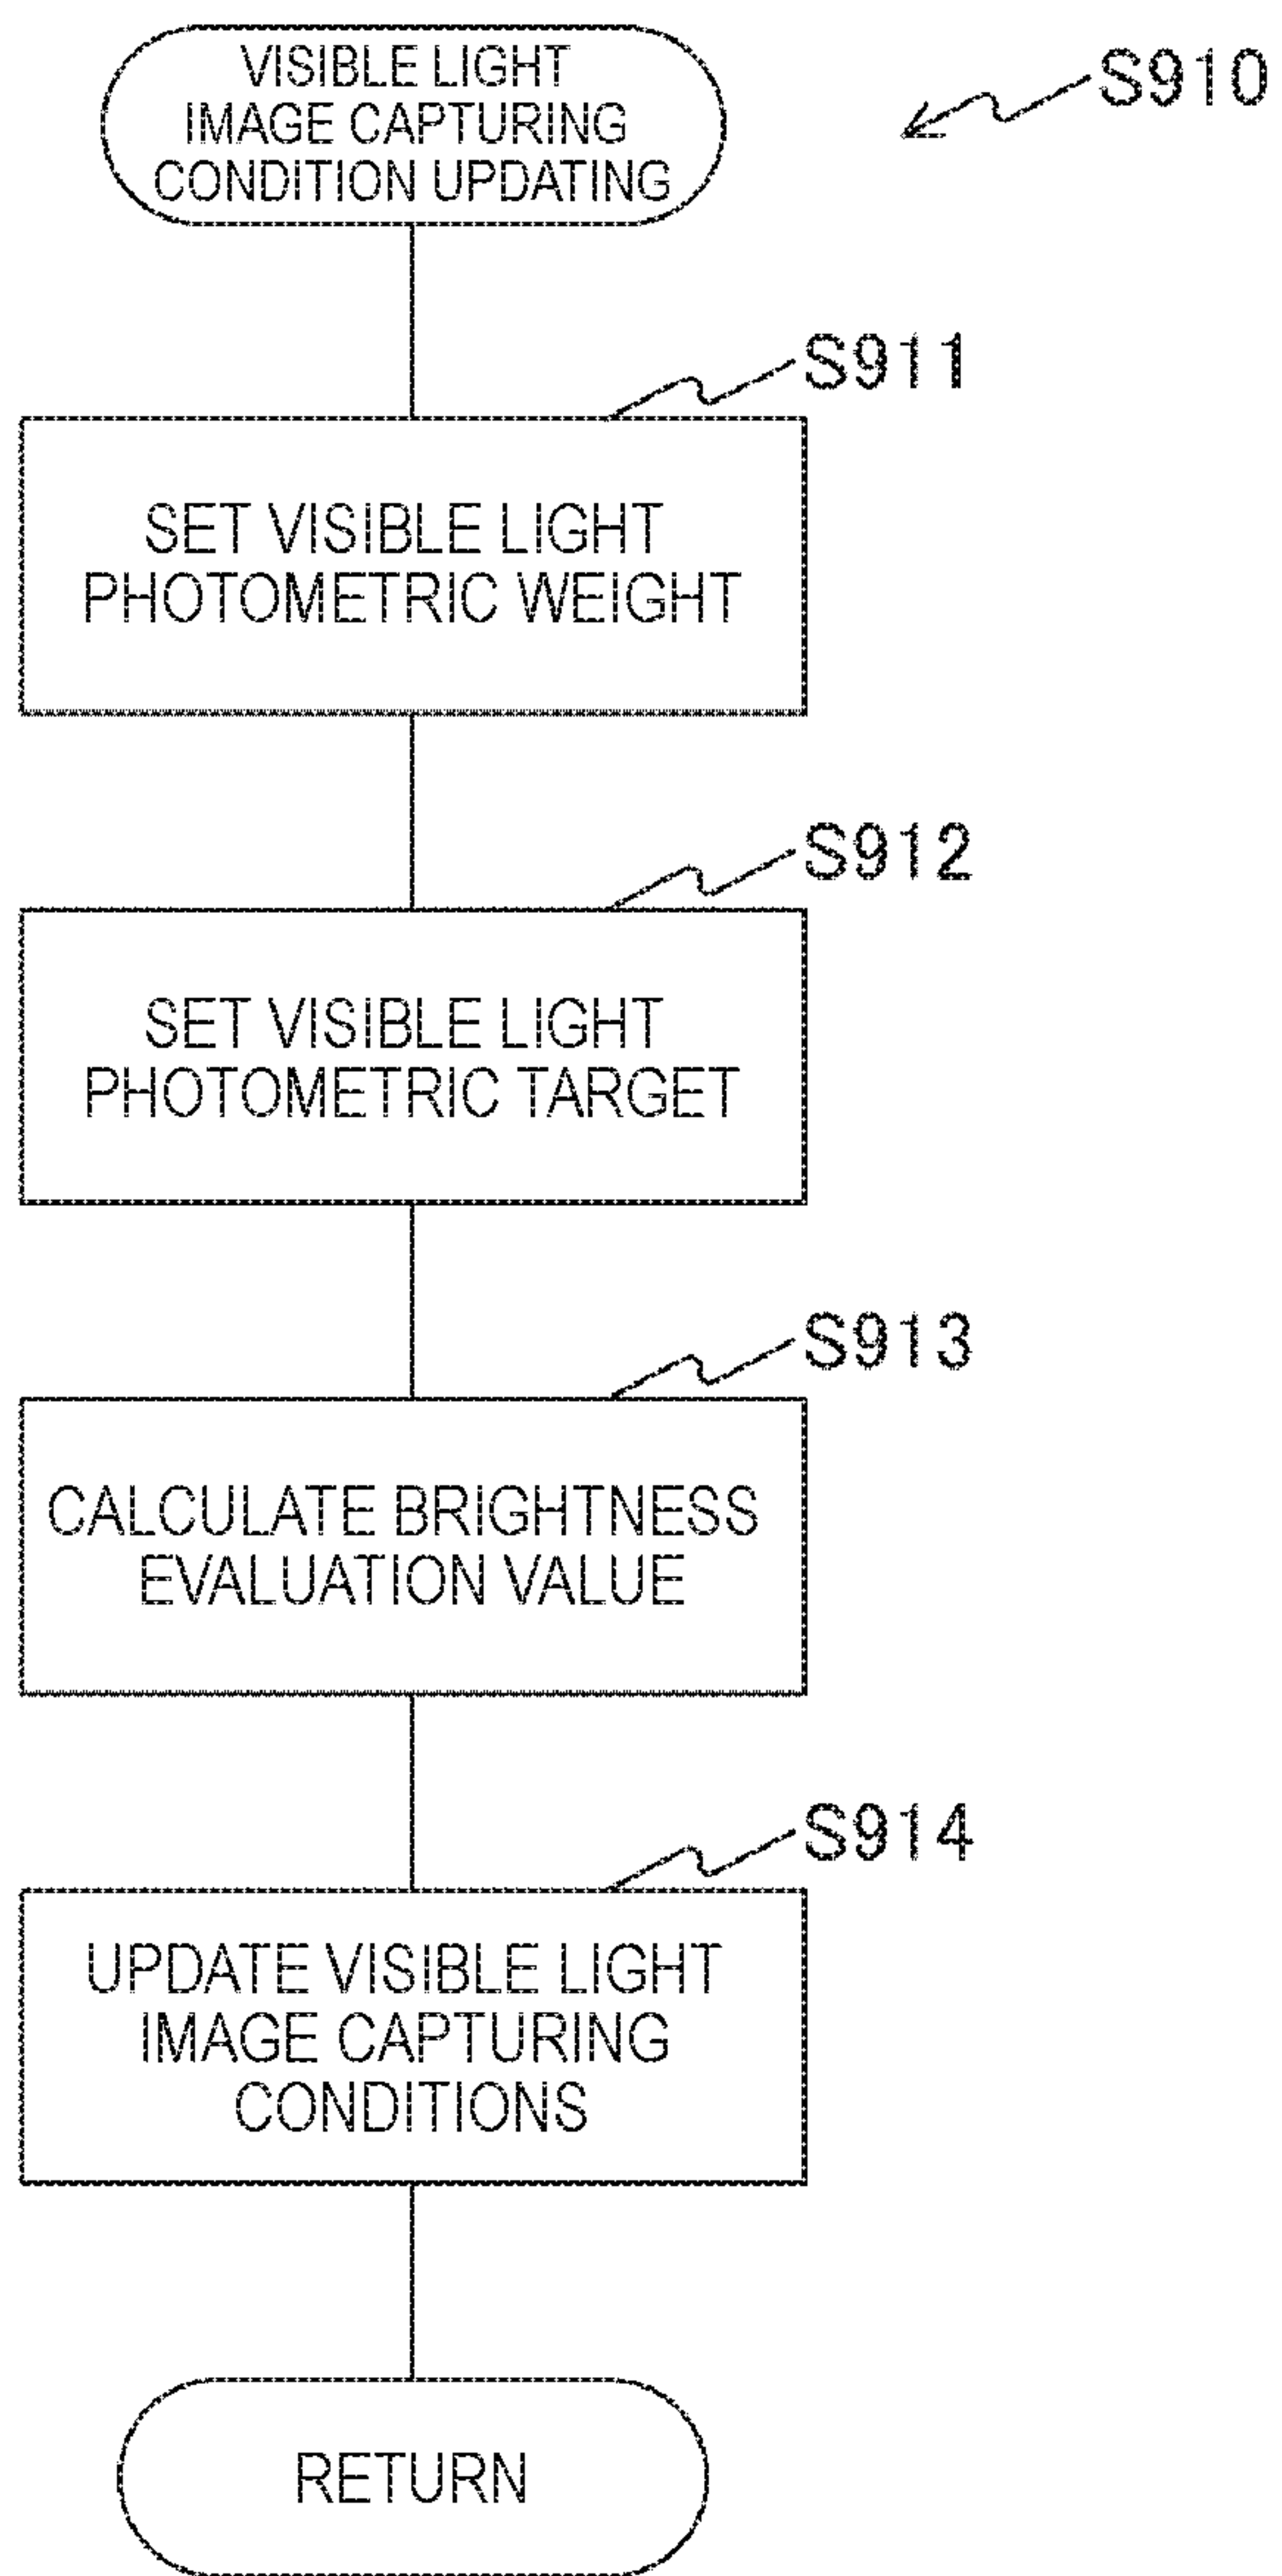 VISIBLE LIGHT
IMAGE CAPTURING
CONDITION UPDATING
S910
S911
SET VISIBLE LIGHT
PHOTOMETRIC WEIGHT
S912
SET VISIBLE LIGHT
PHOTOMETRIC TARGET
S913
CALCULATE BRIGHTNESS
EVALUATION VALUE
S914
UPDATE VISIBLE LIGHT
IMAGE CAPTURING
CONDITIONS
RETURN